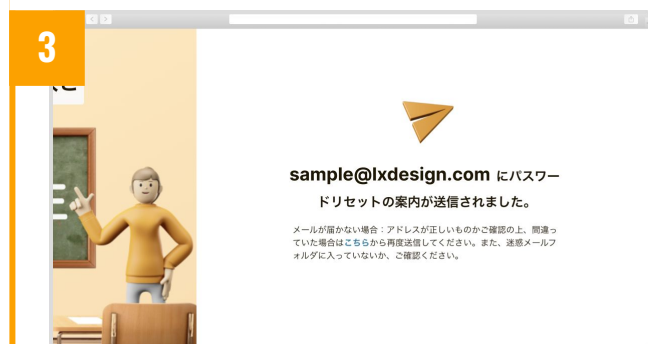 3
sample@lxdesign.com にパスワー
ドリセットの案内が送信されました。
メールが届かない場合：アドレスが正しいものかご確認の上、間違っ
ていた場合はこちらから再度送信してください。また、迷惑メールフ
ォルダに入っていないか、ご確認ください。